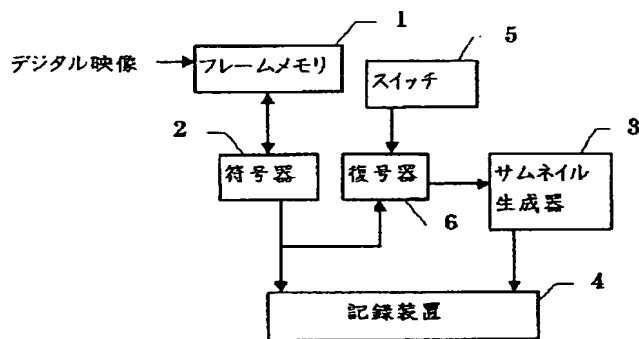 1
5
デジタル映像
フレームメモリ
スイッチ
2
3
符号器
復号器
サムネイル
生成器
6
4
記録装置